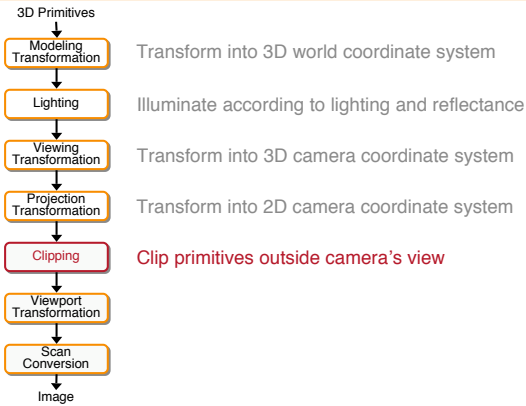 3D Primitives
Modeling
Transformation
Transform into 3D world coordinate system
Lighting
Illuminate according to lighting and reflectance
Viewing
Transformation
Transform into 3D camera coordinate system
Projection
Transformation
Transform into 2D camera coordinate system
Clipping
Clip primitives outside camera’s view
Viewport
Transformation
Scan
Conversion
Image